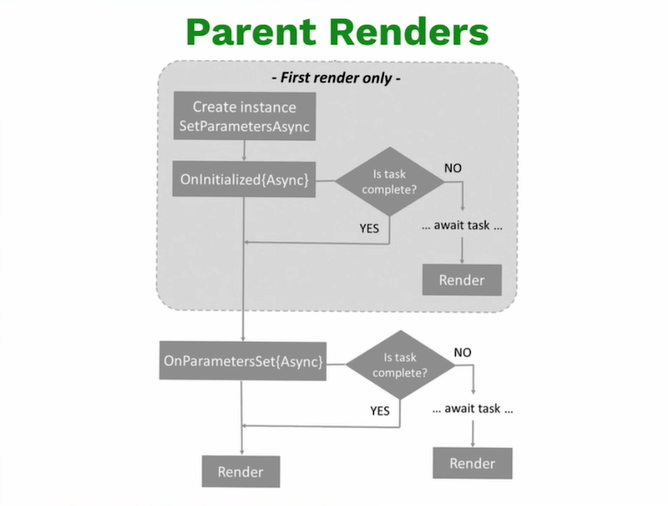 Parent Renders
- First render only -
Create instance
SetParametersAsync
OnInitialized{Async}
Is task
complete?
NO
YES
... await task ...
Render
OnParametersSet{Async}
Is task
complete?
NO
YES
... await task ...
Render
Render